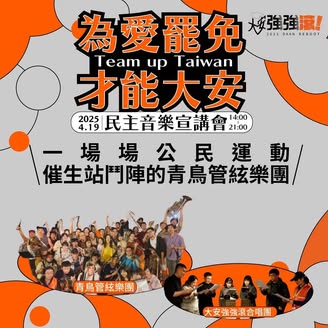 大安強強滾!
2025 DAAN REBOOT
為愛罷免
Team up Taiwan
才能大安
2025
4.19
民主音樂宣講會
14:00
21:00
一場場公民運動
催生站鬥陣的青鳥管絃樂團
青鳥管絃樂團
大安強強滾合唱團